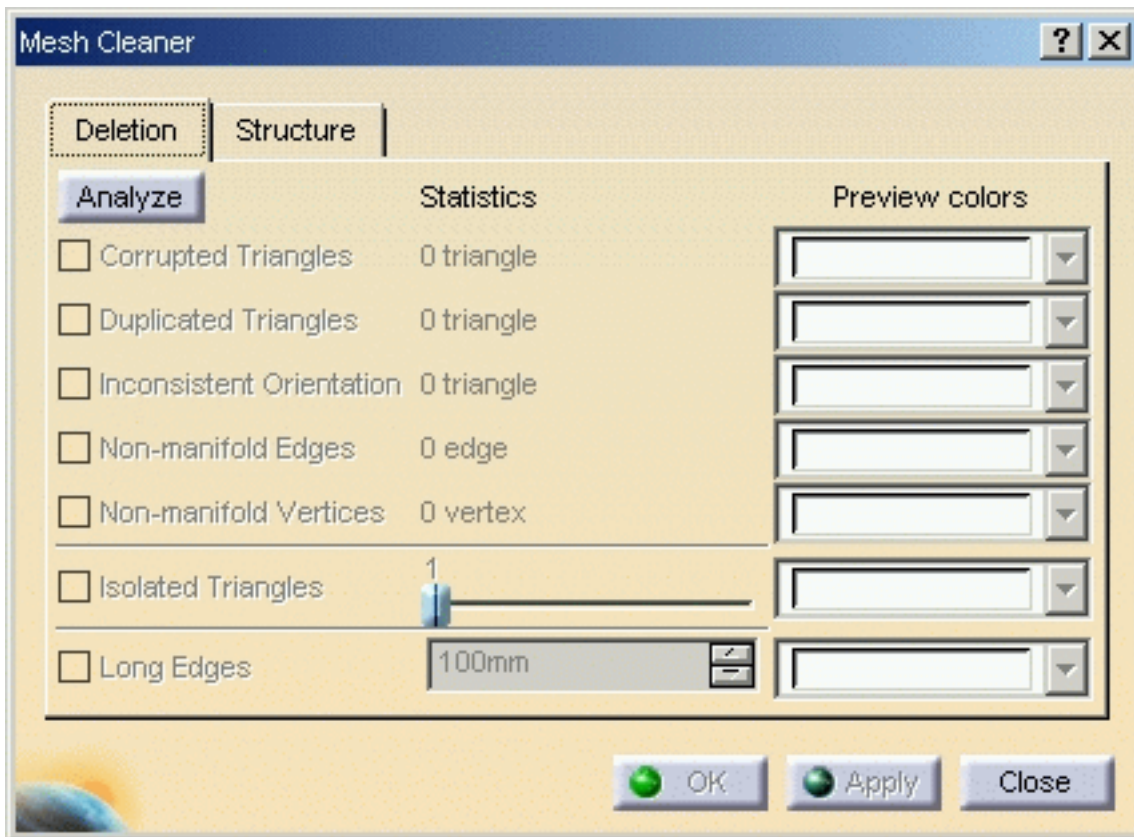 Mesh Cleaner
Deletion Structure
Analyze Statistics Preview colors
Corrupted Triangles 0 triangle
Duplicated Triangles 0 triangle
Inconsistent Orientation 0 triangle
Non-manifold Edges 0 edge
Non-manifold Vertices 0 vertex
Isolated Triangles 1
Long Edges 100mm
OK Apply Close